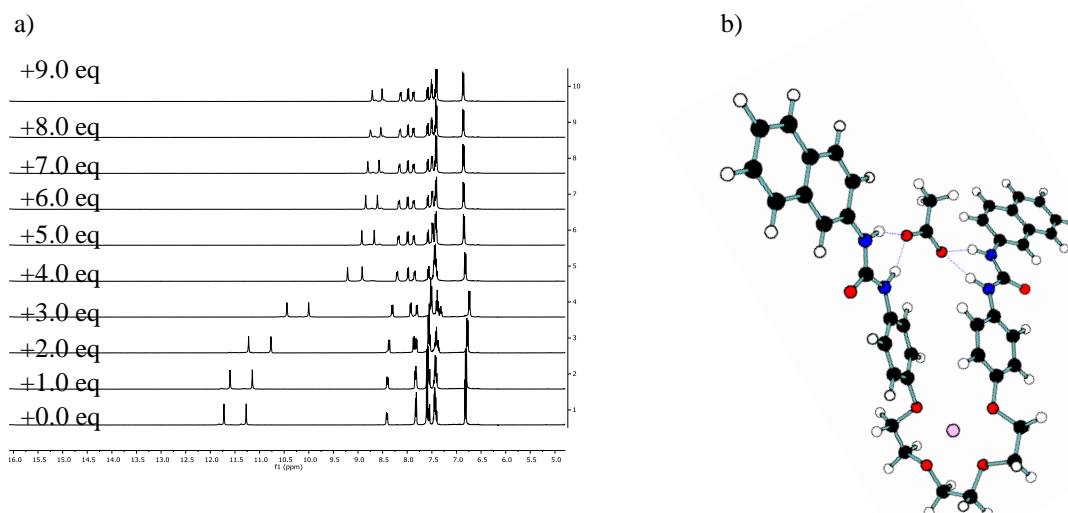 a)
b)
+9.0 eq
+8.0 eq
+7.0 eq
+6.0 eq
+5.0 eq
+4.0 eq
+3.0 eq
+2.0 eq
+1.0 eq
+0.0 eq
10
9
8
7
6
5
4
3
2
1
16.0 15.5 15.0 14.5 14.0 13.5 13.0 12.5 12.0 11.5 11.0 10.5 10.0 9.5 9.0 8.5 8.0 7.5 7.0 6.5 6.0 5.5 5.0
f1 (ppm)